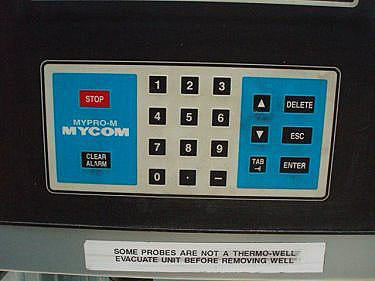 STOP
MYPRO-M
MYCOM
CLEAR
ALARM
1 2 3
4 5 6
7 8 9
0 . –
▲ DELETE
▼ ESC
TAB ENTER
SOME PROBES ARE NOT A THERMO-WELL
EVACUATE UNIT BEFORE REMOVING WELL